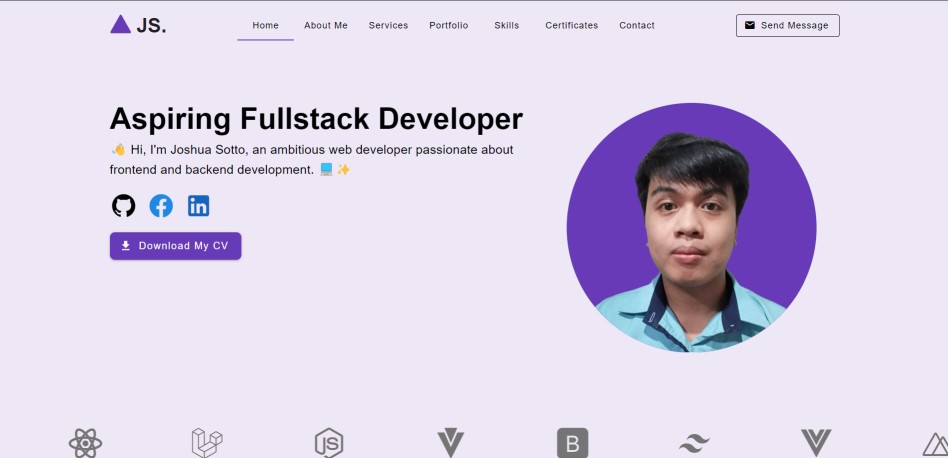 JS.
Home
About Me
Services
Portfolio
Skills
Certificates
Contact
Send Message
Aspiring Fullstack Developer
👋 Hi, I'm Joshua Sotto, an ambitious web developer passionate about
frontend and backend development. 💻 ✨
in
Download My CV
JS
B